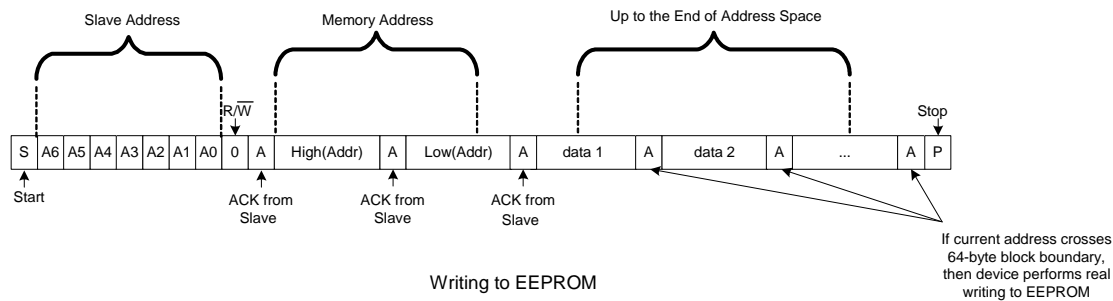 Slave Address
Memory Address
Up to the End of Address Space
R/W
Stop
S A6 A5 A4 A3 A2 A1 A0 0 A High(Addr) A Low(Addr) A data 1 A data 2 A ... A P
Start
ACK from
Slave
ACK from
Slave
ACK from
Slave
If current address crosses
64-byte block boundary,
then device performs real
writing to EEPROM
Writing to EEPROM